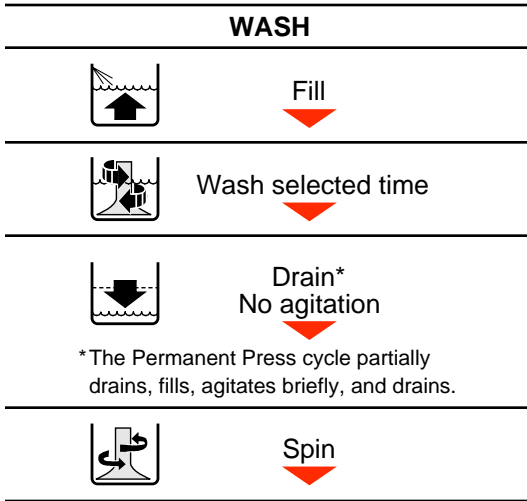 WASH
Fill
Wash selected time
Drain*
No agitation
*The Permanent Press cycle partially
drains, fills, agitates briefly, and drains.
Spin